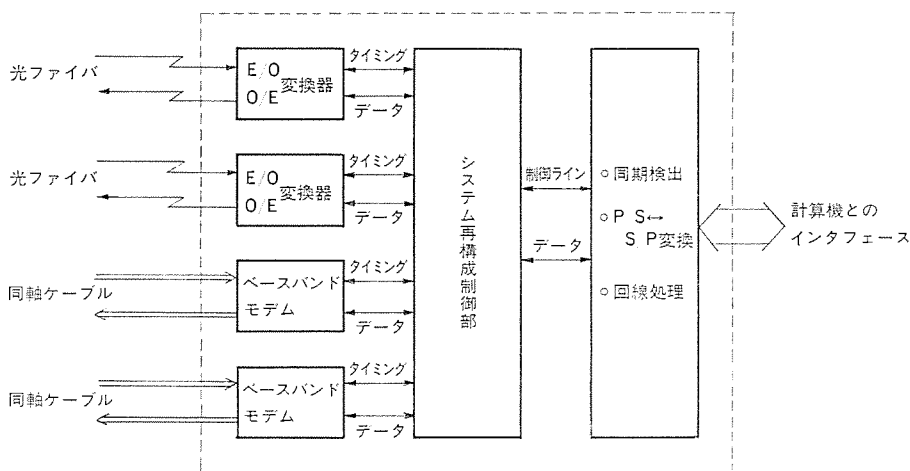 光ファイバ
E/O
O/E
変換器
タイミング
データ
光ファイバ
E/O
O/E
変換器
タイミング
データ
同軸ケーブル
ベースバンド
モデム
タイミング
データ
同軸ケーブル
ベースバンド
モデム
タイミング
データ
システム再構成制御部
制御ライン
データ
○同期検出
○P S↔
S P変換
○回線処理
計算機との
インタフェース